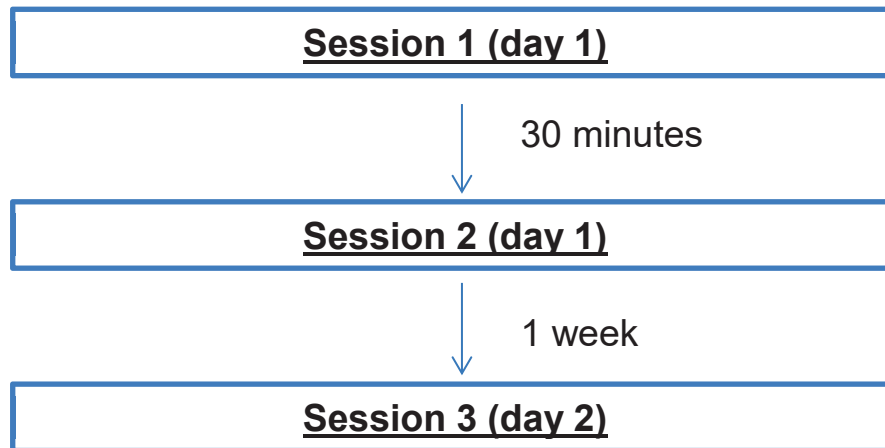 Session 1 (day 1)
30 minutes
Session 2 (day 1)
1 week
Session 3 (day 2)